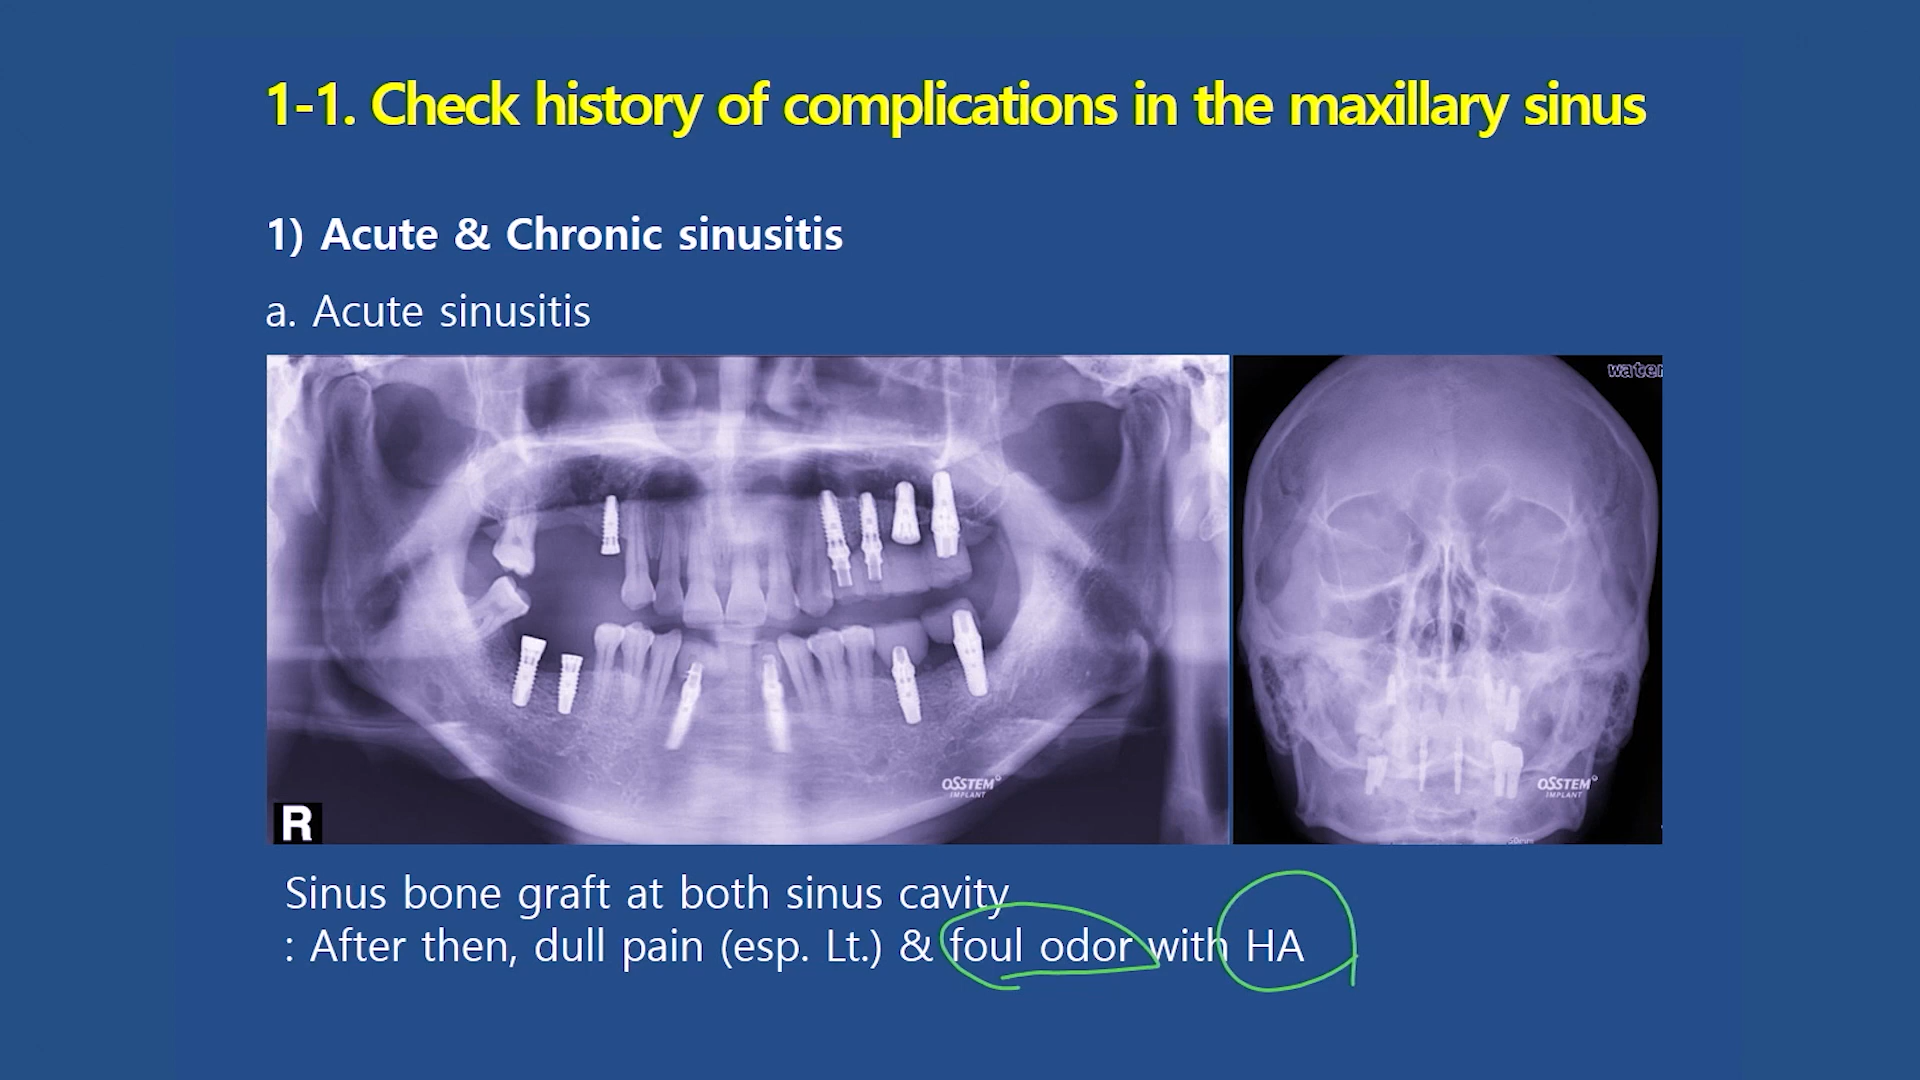 1-1. Check history of complications in the maxillary sinus
1) Acute & Chronic sinusitis
a. Acute sinusitis
water
OSSTEM
IMPLANT
OSSTEM
IMPLANT
R
Sinus bone graft at both sinus cavity
: After then, dull pain (esp. Lt.) & foul odor with HA